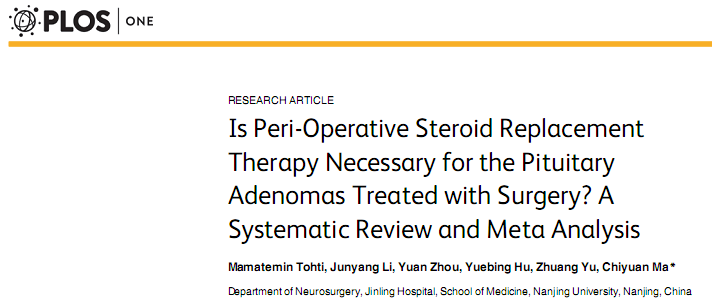 PLOS | ONE
RESEARCH ARTICLE
Is Peri-Operative Steroid Replacement
Therapy Necessary for the Pituitary
Adenomas Treated with Surgery? A
Systematic Review and Meta Analysis
Mamatemin Tohti, Junyang Li, Yuan Zhou, Yuebing Hu, Zhuang Yu, Chiyuan Ma*
Department of Neurosurgery, Jinling Hospital, School of Medicine, Nanjing University, Nanjing, China